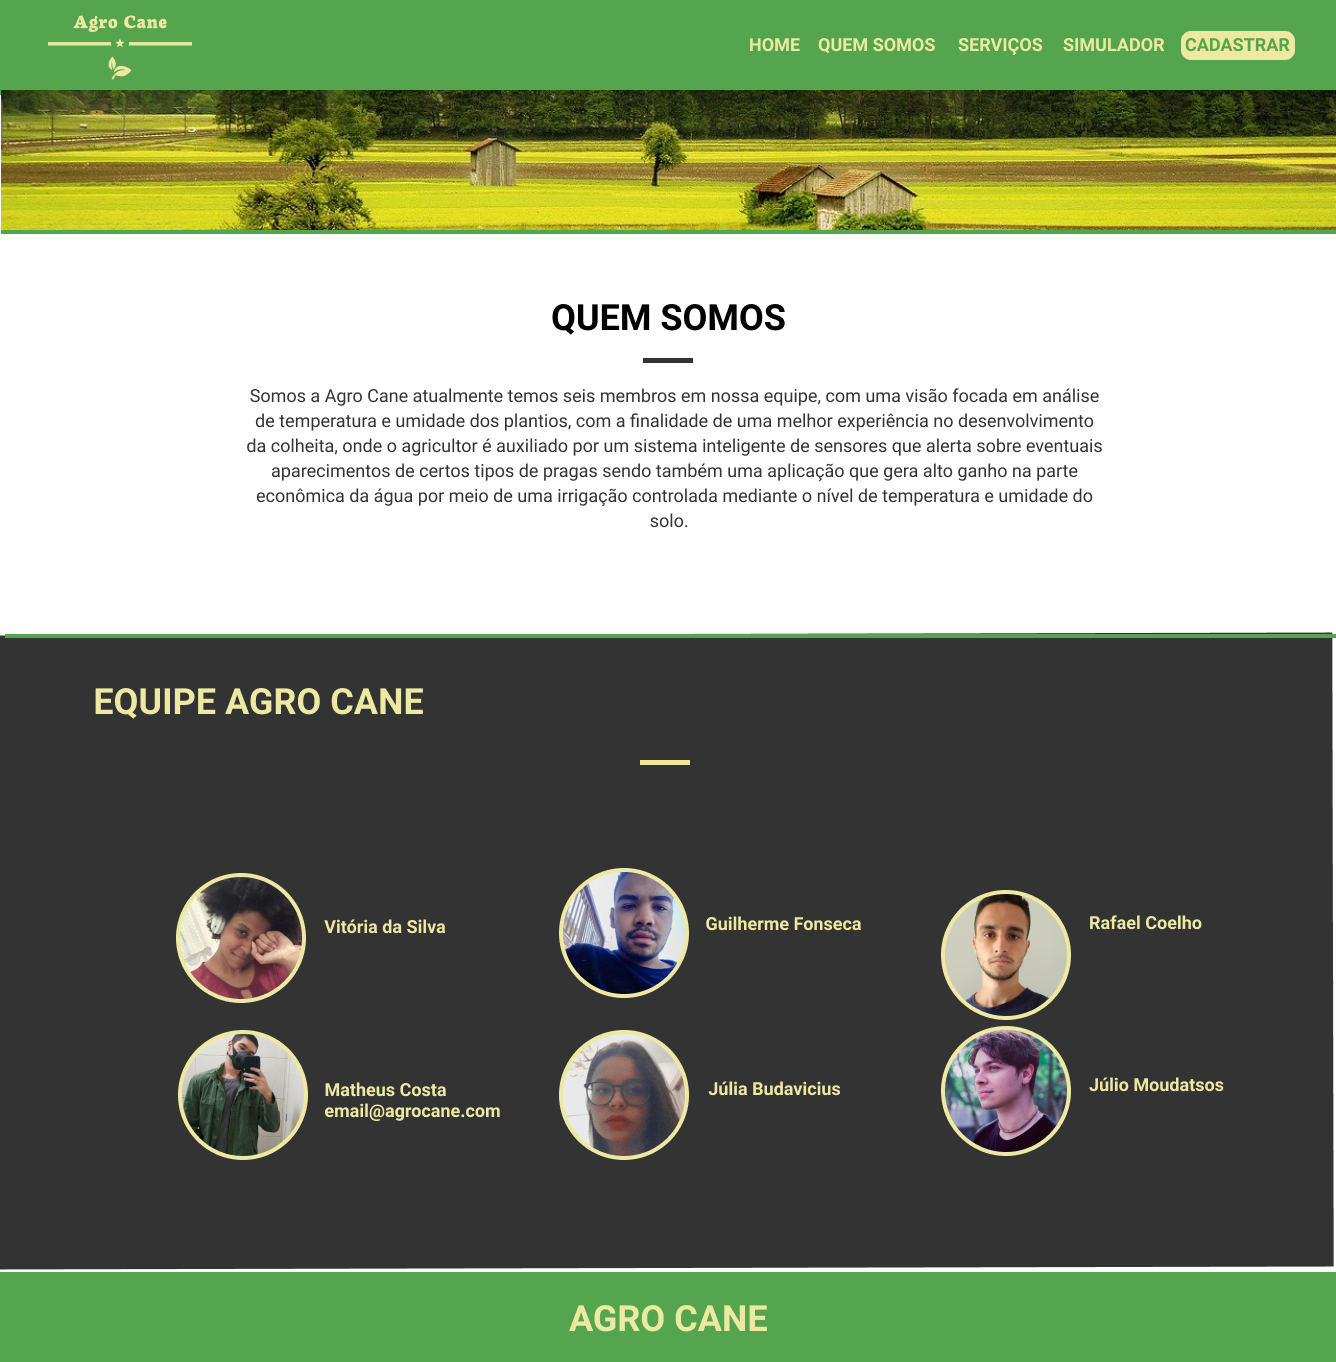 Agro Cane
HOME QUEM SOMOS SERVIÇOS SIMULADOR CADASTRAR
QUEM SOMOS
Somos a Agro Cane atualmente temos seis membros em nossa equipe, com uma visão focada em análise
de temperatura e umidade dos plantios, com a finalidade de uma melhor experiência no desenvolvimento
da colheita, onde o agricultor é auxiliado por um sistema inteligente de sensores que alerta sobre eventuais
aparecimentos de certos tipos de pragas sendo também uma aplicação que gera alto ganho na parte
econômica da água por meio de uma irrigação controlada mediante o nível de temperatura e umidade do
solo.
EQUIPE AGRO CANE
Vitória da Silva
Guilherme Fonseca
Rafael Coelho
Matheus Costa
email@agrocane.com
Júlia Budavicius
Júlio Moudatsos
AGRO CANE